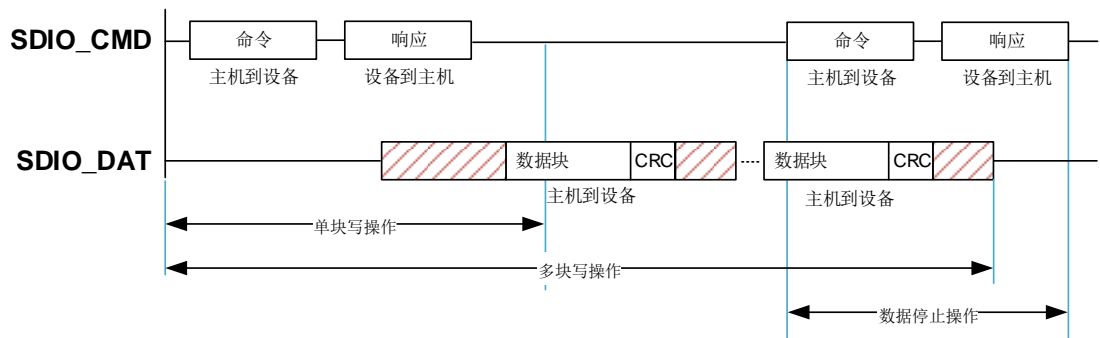 SDIO_CMD 命令 响应 命令 响应
主机到设备 设备到主机 主机到设备 设备到主机
SDIO_DAT 数据块 CRC 数据块 CRC
主机到设备 主机到设备
单块写操作
多块写操作
数据停止操作